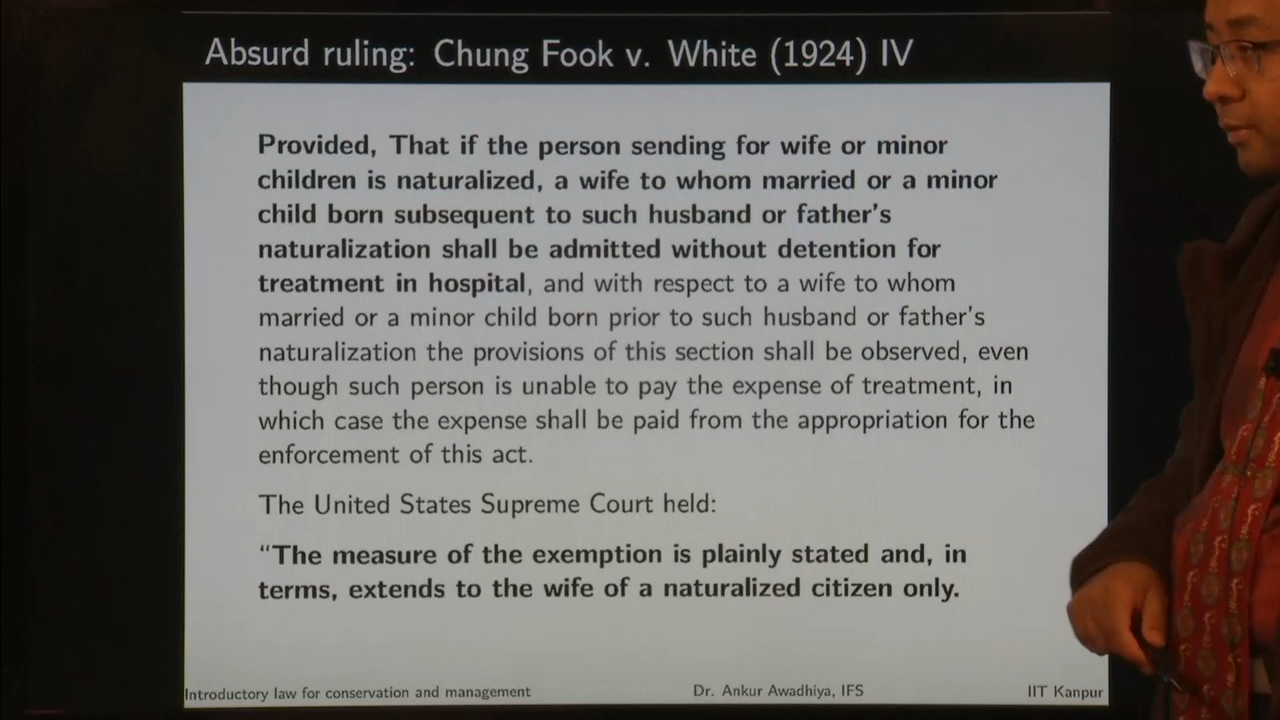 Absurd ruling: Chung Fook v. White (1924) IV
Provided, That if the person sending for wife or minor
children is naturalized, a wife to whom married or a minor
child born subsequent to such husband or father's
naturalization shall be admitted without detention for
treatment in hospital, and with respect to a wife to whom
married or a minor child born prior to such husband or father's
naturalization the provisions of this section shall be observed, even
though such person is unable to pay the expense of treatment, in
which case the expense shall be paid from the appropriation for the
enforcement of this act.
The United States Supreme Court held:
“The measure of the exemption is plainly stated and, in
terms, extends to the wife of a naturalized citizen only.
Introductory law for conservation and management Dr. Ankur Awadhiya, IFS IIT Kanpur